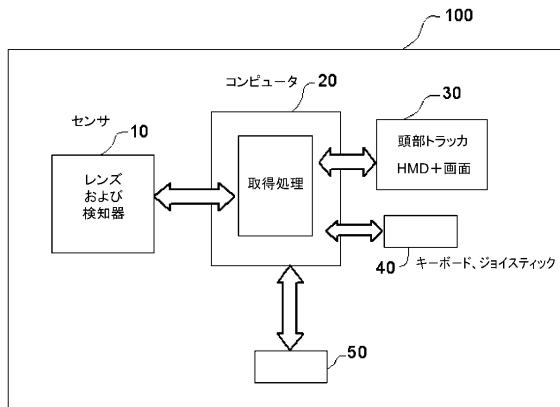 100
コンピュータ
20
30
センサ
10
頭部トラッカ
HMD+画面
レンズ
および
検知器
取得処理
40
キーボード、ジョイスティック
50